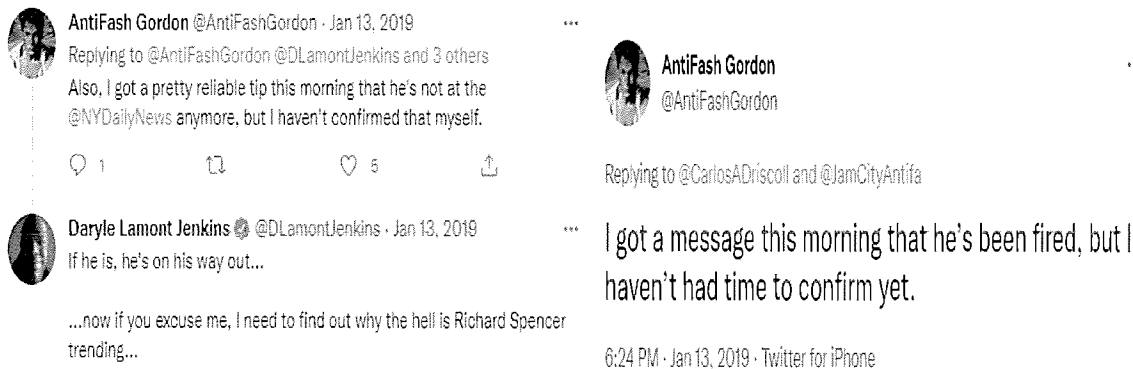 AntiFash Gordon @AntiFashGordon · Jan 13, 2019
Replying to @AntiFashGordon @DLamontJenkins and 3 others
Also, I got a pretty reliable tip this morning that he's not at the
@NYDailyNews anymore, but I haven't confirmed that myself.
1 5
Daryle Lamont Jenkins @DLamontJenkins · Jan 13, 2019
If he is, he's on his way out...
...now if you excuse me, I need to find out why the hell is Richard Spencer
trending...
AntiFash Gordon
@AntiFashGordon
Replying to @CarlosADriscoll and @JamCityAntifa
I got a message this morning that he's been fired, but I
haven't had time to confirm yet.
6:24 PM · Jan 13, 2019 · Twitter for iPhone